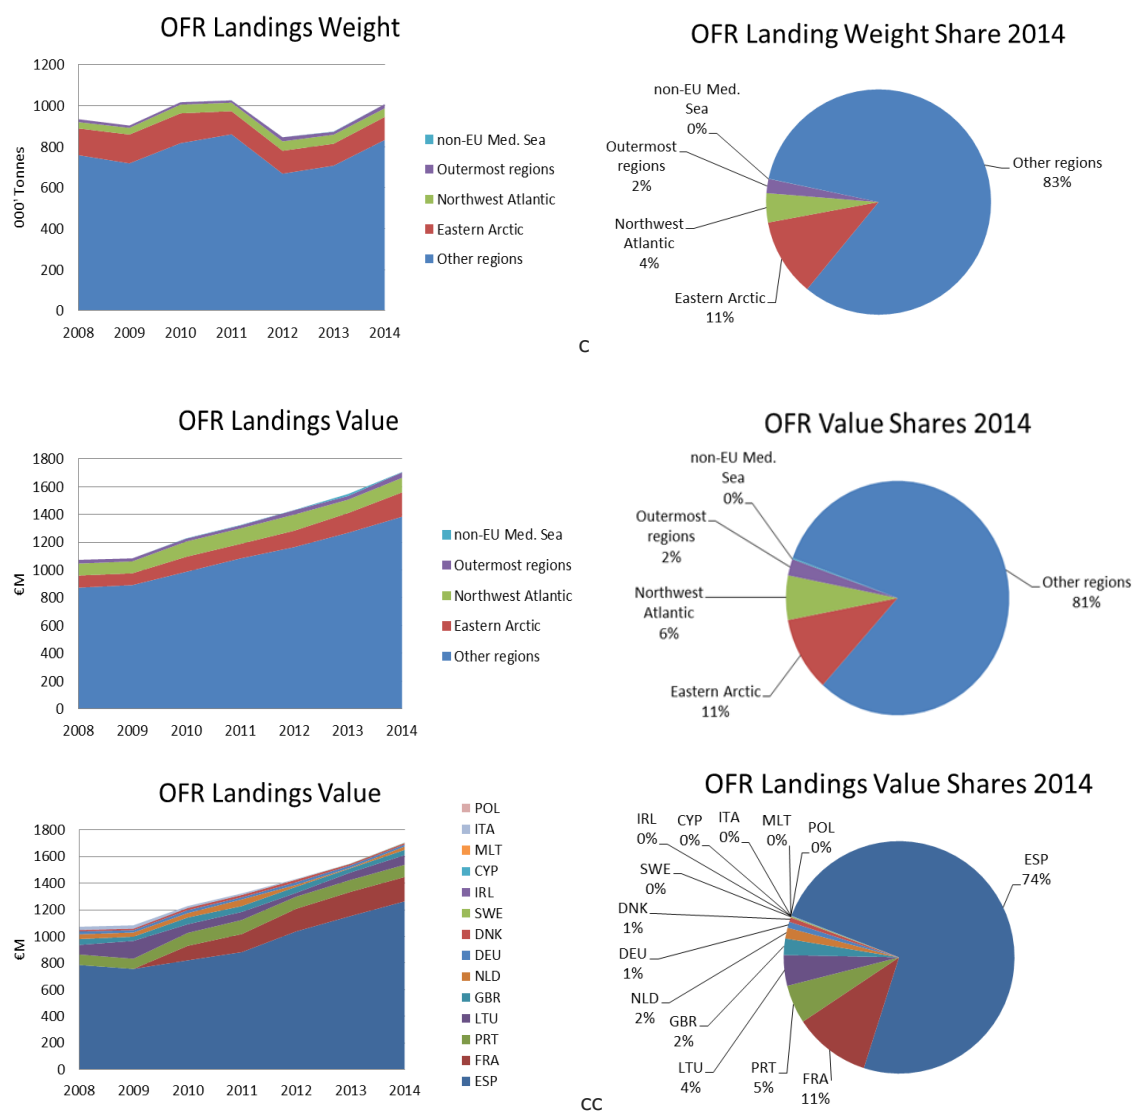 OFR Landings Weight
1200
1000
800
600
400
200
0
000' Tonnes
2008 2009 2010 2011 2012 2013 2014
non-EU Med. Sea
Outermost regions
Northwest Atlantic
Eastern Arctic
Other regions
OFR Landing Weight Share 2014
non-EU Med.
Sea
0%
Outermost
regions
2%
Northwest
Atlantic
4%
Eastern Arctic
11%
Other regions
83%
C
OFR Landings Value
1800
1600
1400
1200
1000
800
600
400
200
0
€M
2008 2009 2010 2011 2012 2013 2014
non-EU Med. Sea
Outermost regions
Northwest Atlantic
Eastern Arctic
Other regions
OFR Value Shares 2014
non-EU Med.
Sea
0%
Outermost
regions
2%
Northwest
Atlantic
6%
Eastern Arctic
11%
Other regions
81%
OFR Landings Value
1800
1600
1400
1200
1000
800
600
400
200
0
€M
2008 2009 2010 2011 2012 2013 2014
POL
ITA
MLT
CYP
IRL
SWE
DNK
DEU
NLD
GBR
LTU
PRT
FRA
ESP
OFR Landings Value Shares 2014
IRL
0%
CYP
0%
ITA
0%
MLT
0%
POL
0%
SWE
0%
DNK
1%
DEU
1%
NLD
2%
GBR
2%
LTU
4%
PRT
5%
FRA
11%
ESP
74%
CC